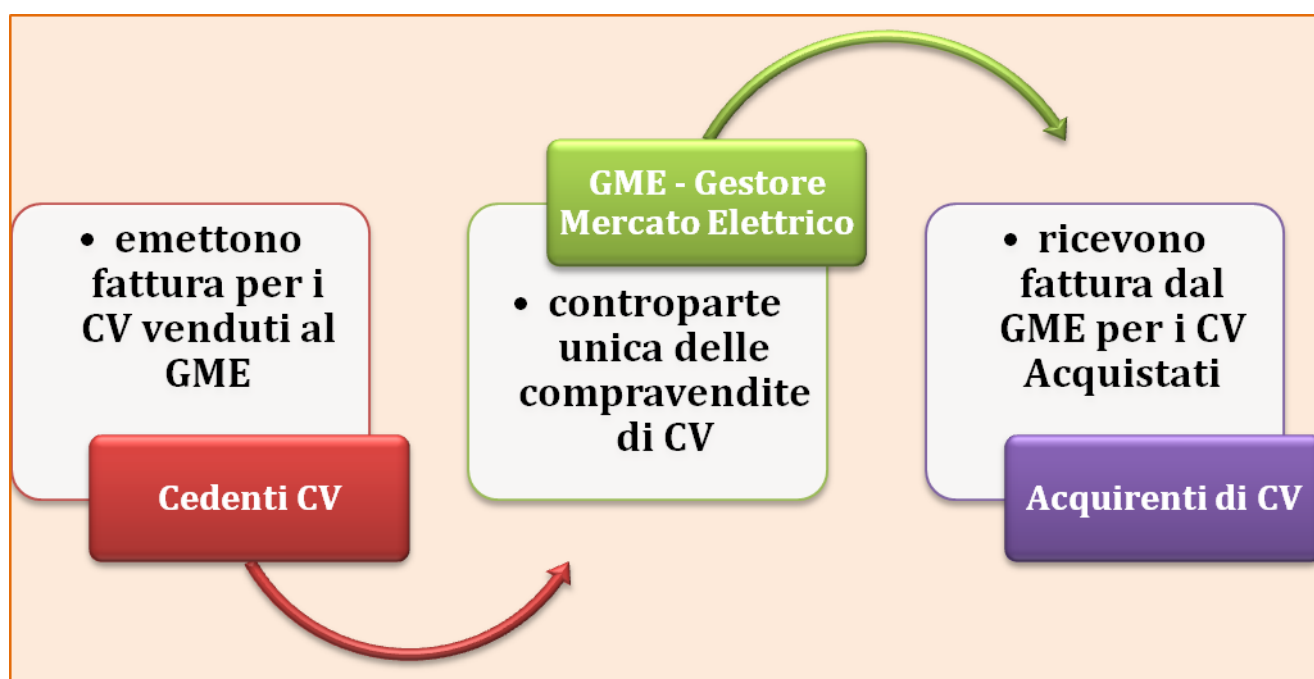 • emettono
fattura per i
CV venduti al
GME
Cedenti CV
GME - Gestore
Mercato Elettrico
• controparte
unica delle
compravendite
di CV
• ricevono
fattura dal
GME per i CV
Acquistati
Acquirenti di CV